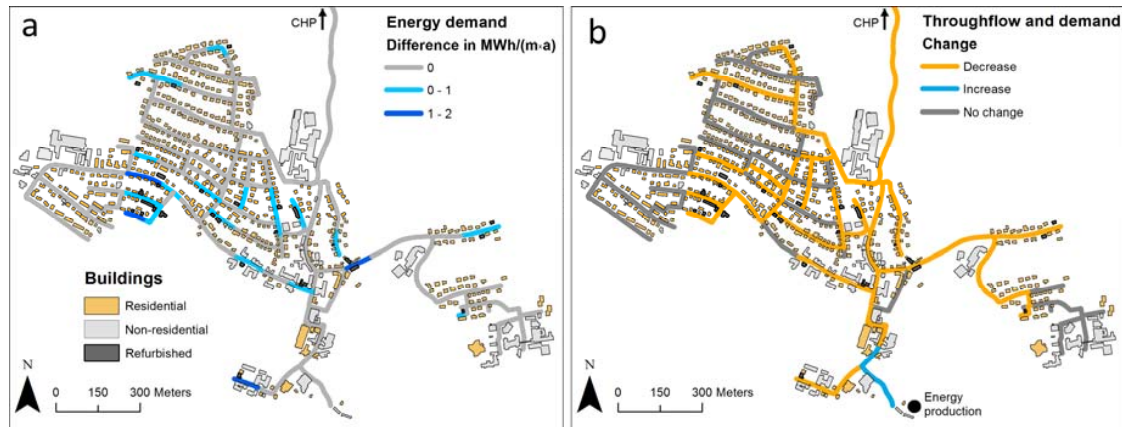 a
CHP
Energy demand
Difference in MWh/(m·a)
0
0 - 1
1 - 2
Buildings
Residential
Non-residential
Refurbished
N
0 150 300 Meters
b
CHP
Throughflow and demand
Change
Decrease
Increase
No change
N
0 150 300 Meters
Energy
production